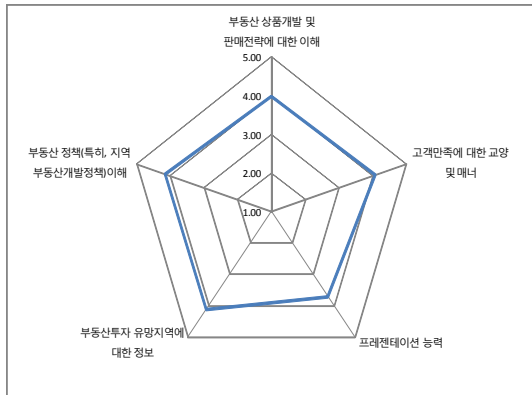 부동산 상품개발 및
판매전략에 대한 이해
5.00
4.00
3.00
2.00
1.00
고객만족에 대한 교양
및 매너
프레젠테이션 능력
부동산투자 유망지역에
대한 정보
부동산 정책(특히, 지역
부동산개발정책)이해